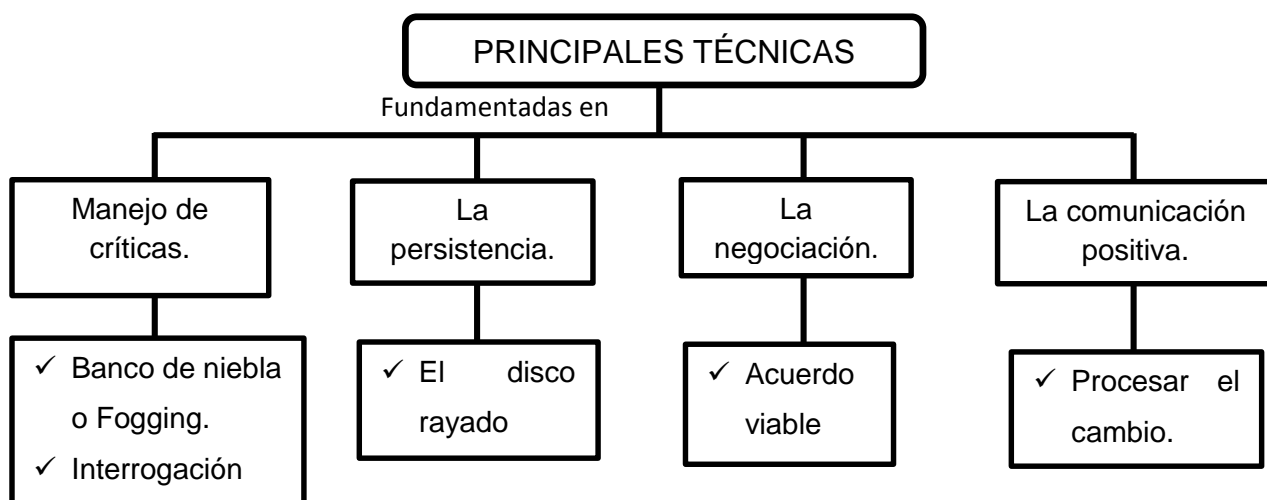 PRINCIPALES TÉCNICAS
Fundamentadas en
Manejo de
críticas.
La
persistencia.
La
negociación.
La comunicación
positiva.
✓ Banco de niebla
o Fogging.
✓ Interrogación
✓ El disco
rayado
✓ Acuerdo
viable
✓ Procesar el
cambio.